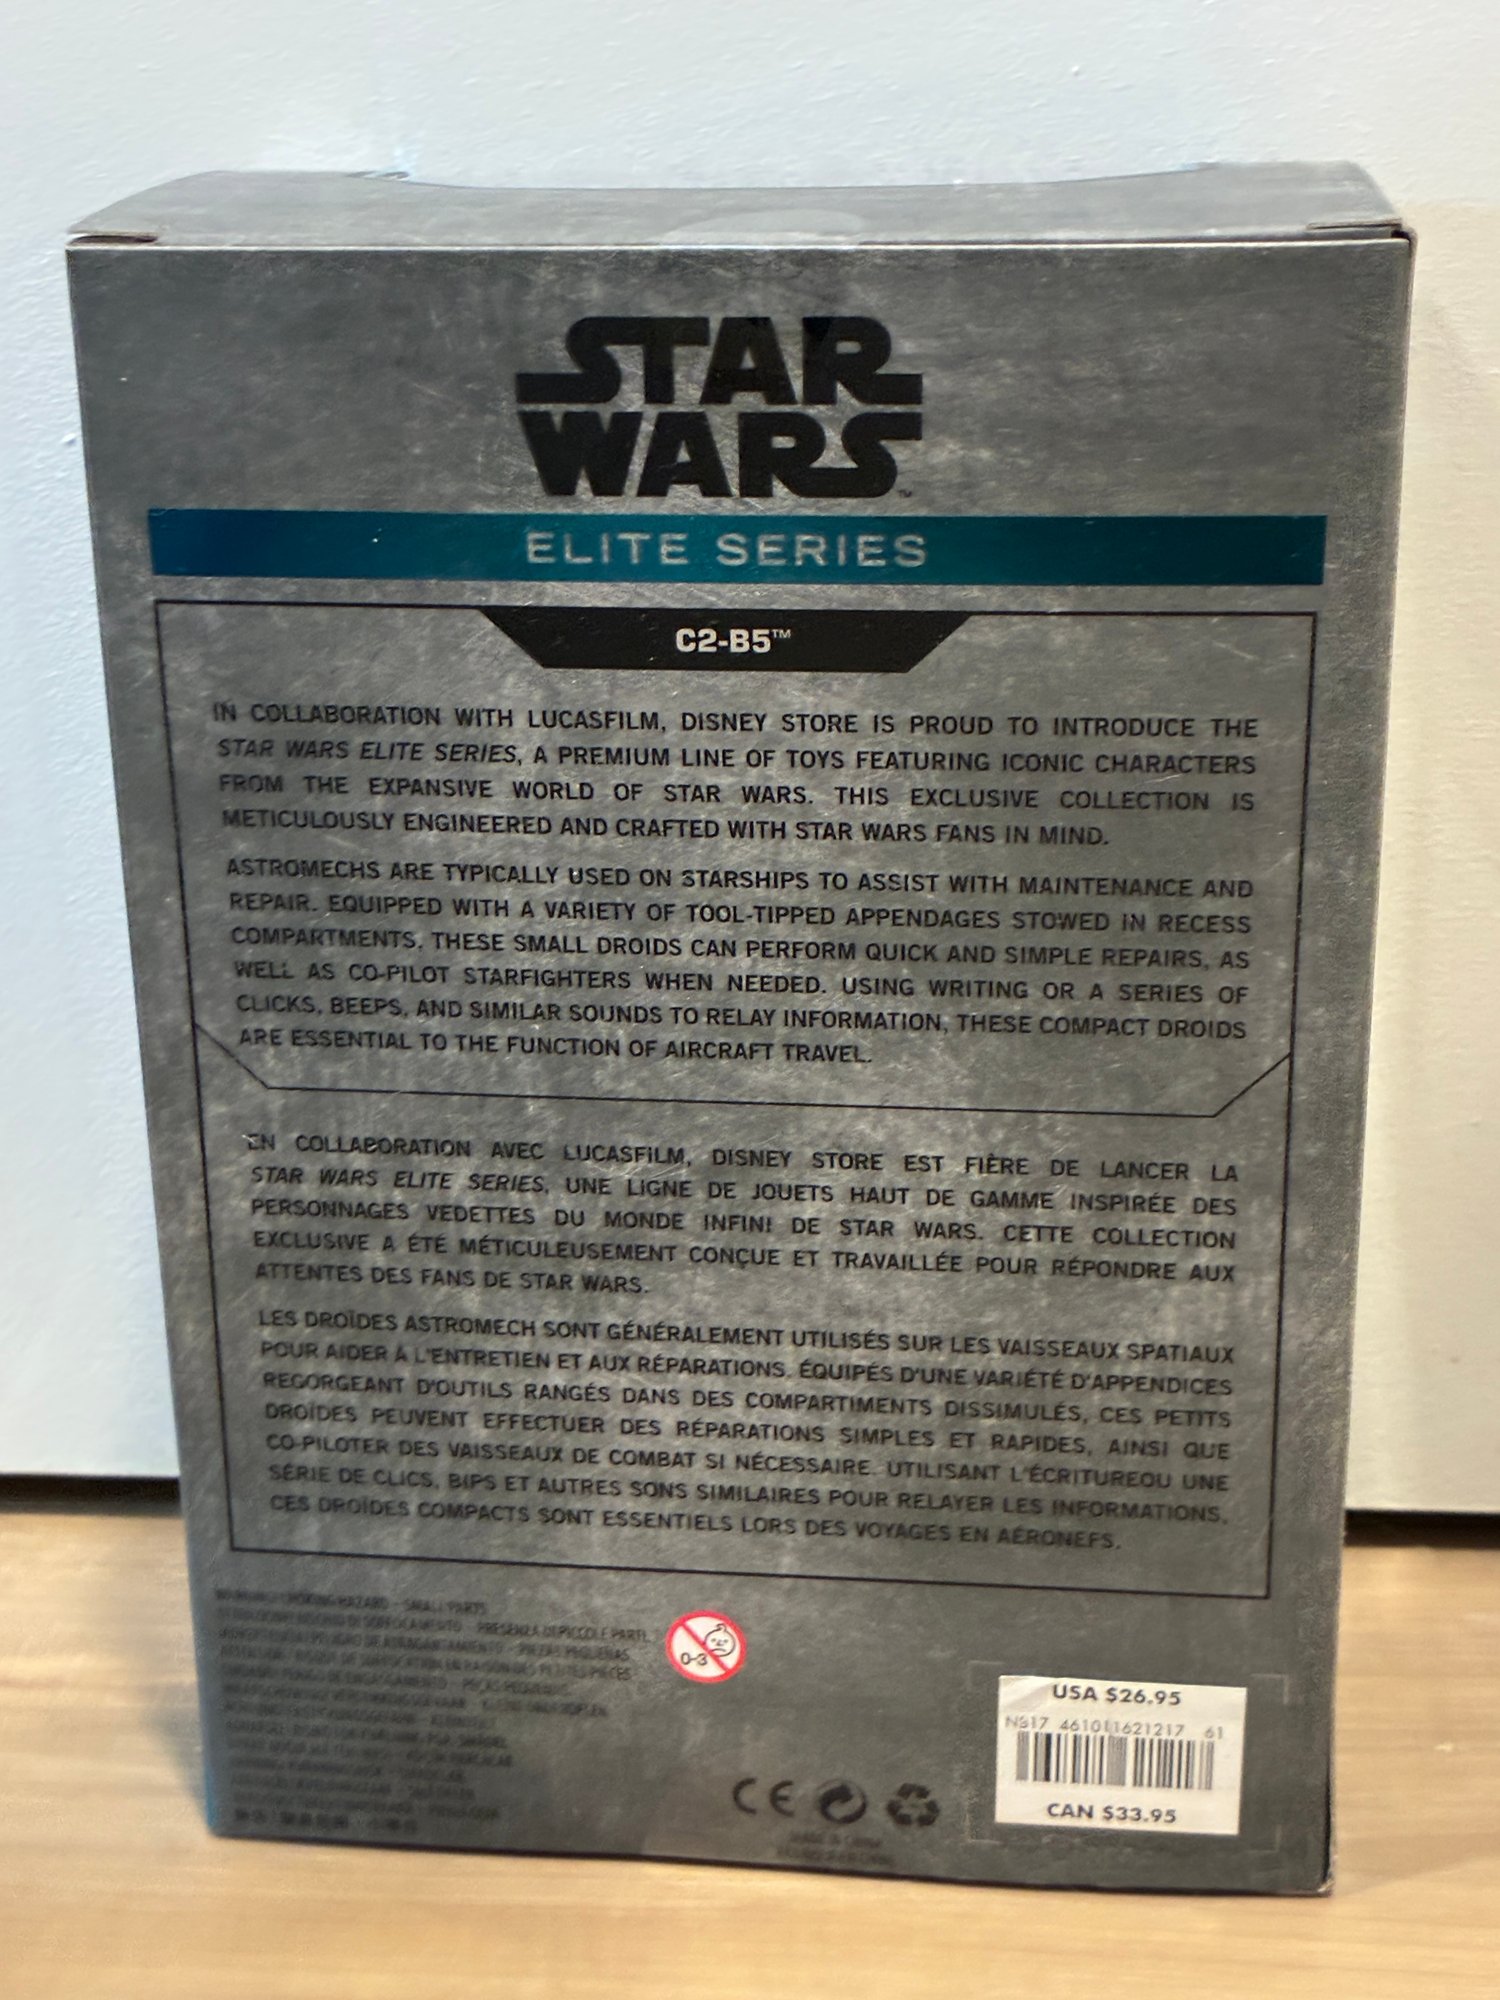 STAR
WARS™
ELITE SERIES
C2-B5™
IN COLLABORATION WITH LUCASFILM, DISNEY STORE IS PROUD TO INTRODUCE THE
STAR WARS ELITE SERIES, A PREMIUM LINE OF TOYS FEATURING ICONIC CHARACTERS
FROM THE EXPANSIVE WORLD OF STAR WARS. THIS EXCLUSIVE COLLECTION IS
METICULOUSLY ENGINEERED AND CRAFTED WITH STAR WARS FANS IN MIND.
ASTROMECHS ARE TYPICALLY USED ON STARSHIPS TO ASSIST WITH MAINTENANCE AND
REPAIR. EQUIPPED WITH A VARIETY OF TOOL-TIPPED APPENDAGES STOWED IN RECESS
COMPARTMENTS, THESE SMALL DROIDS CAN PERFORM QUICK AND SIMPLE REPAIRS, AS
WELL AS CO-PILOT STARFIGHTERS WHEN NEEDED. USING WRITING OR A SERIES OF
CLICKS, BEEPS, AND SIMILAR SOUNDS TO RELAY INFORMATION, THESE COMPACT DROIDS
ARE ESSENTIAL TO THE FUNCTION OF AIRCRAFT TRAVEL.
EN COLLABORATION AVEC LUCASFILM, DISNEY STORE EST FIÈRE DE LANCER LA
STAR WARS ELITE SERIES, UNE LIGNE DE JOUETS HAUT DE GAMME INSPIRÉE DES
PERSONNAGES VEDETTES DU MONDE INFINI DE STAR WARS. CETTE COLLECTION
EXCLUSIVE A ÉTÉ MÉTICULEUSEMENT CONÇUE ET TRAVAILLÉE POUR RÉPONDRE AUX
ATTENTES DES FANS DE STAR WARS.
LES DROÏDES ASTROMECH SONT GÉNÉRALEMENT UTILISÉS SUR LES VAISSEAUX SPATIAUX
POUR AIDER À L'ENTRETIEN ET AUX RÉPARATIONS. ÉQUIPÉS D'UNE VARIÉTÉ D'APPENDICES
REGORGEANT D'OUTILS RANGÉS DANS DES COMPARTIMENTS DISSIMULÉS, CES PETITS
DROÏDES PEUVENT EFFECTUER DES RÉPARATIONS SIMPLES ET RAPIDES, AINSI QUE
CO-PILOTER DES VAISSEAUX DE COMBAT SI NÉCESSAIRE. UTILISANT L'ÉCRITUREOU UNE
SÉRIE DE CLICS, BIPS ET AUTRES SONS SIMILAIRES POUR RELAYER LES INFORMATIONS,
CES DROÏDES COMPACTS SONT ESSENTIELS LORS DES VOYAGES EN AÉRONEFS.
WARNING: CHOKING HAZARD - SMALL PARTS
0-3
CE
USA $26.95
N317 461011621217 61
CAN $33.95